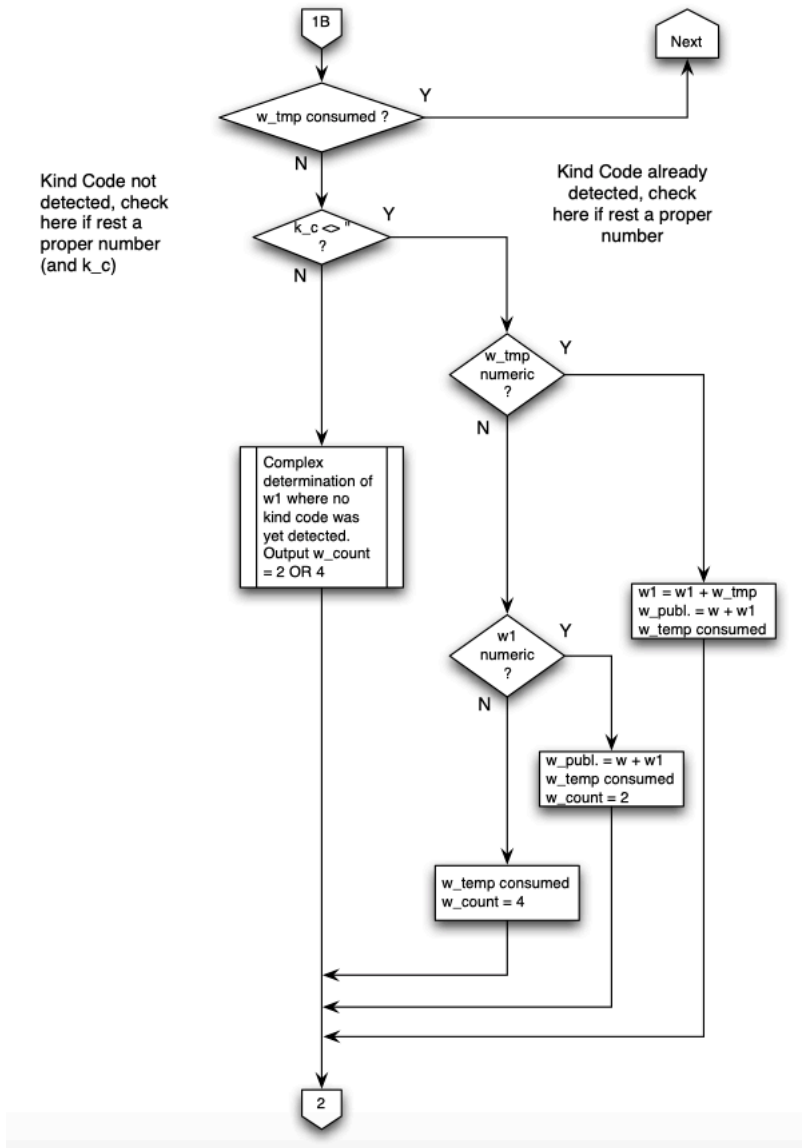 1B
Next
w_tmp consumed ?
Y
N
Kind Code not
detected, check
here if rest a
proper number
(and k_c)
Kind Code already
detected, check
here if rest a proper
number
k_c <> "
?
Y
N
w_tmp
numeric
?
Y
N
Complex
determination of
w1 where no
kind code was
yet detected.
Output w_count
= 2 OR 4
w1 = w1 + w_tmp
w_publ. = w + w1
w_temp consumed
w1
numeric
?
Y
N
w_publ. = w + w1
w_temp consumed
w_count = 2
w_temp consumed
w_count = 4
2